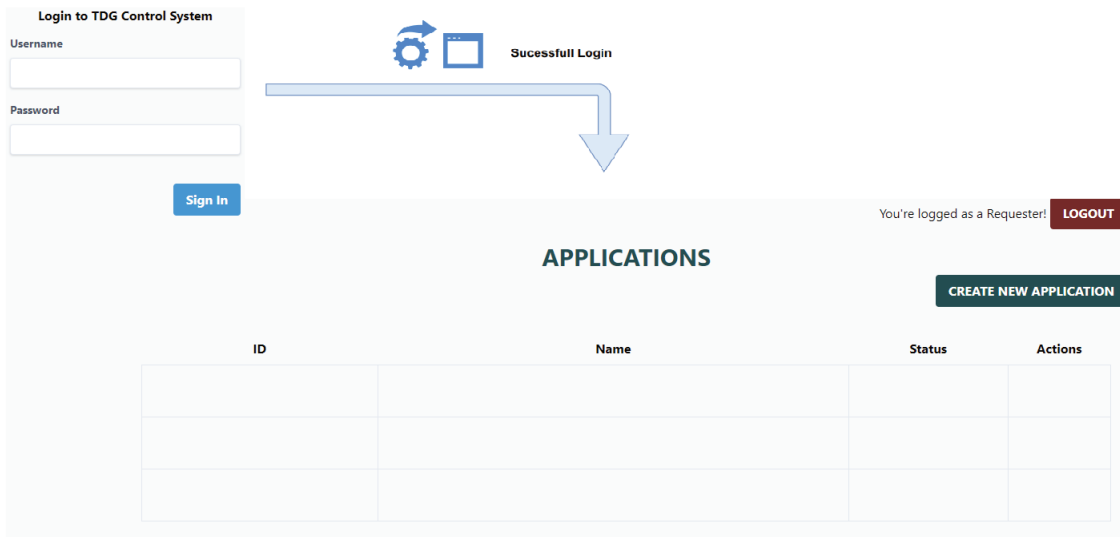 Login to TDG Control System
Username
Sucessfull Login
Password
Sign In
You're logged as a Requester! LOGOUT
APPLICATIONS
CREATE NEW APPLICATION
ID Name Status Actions